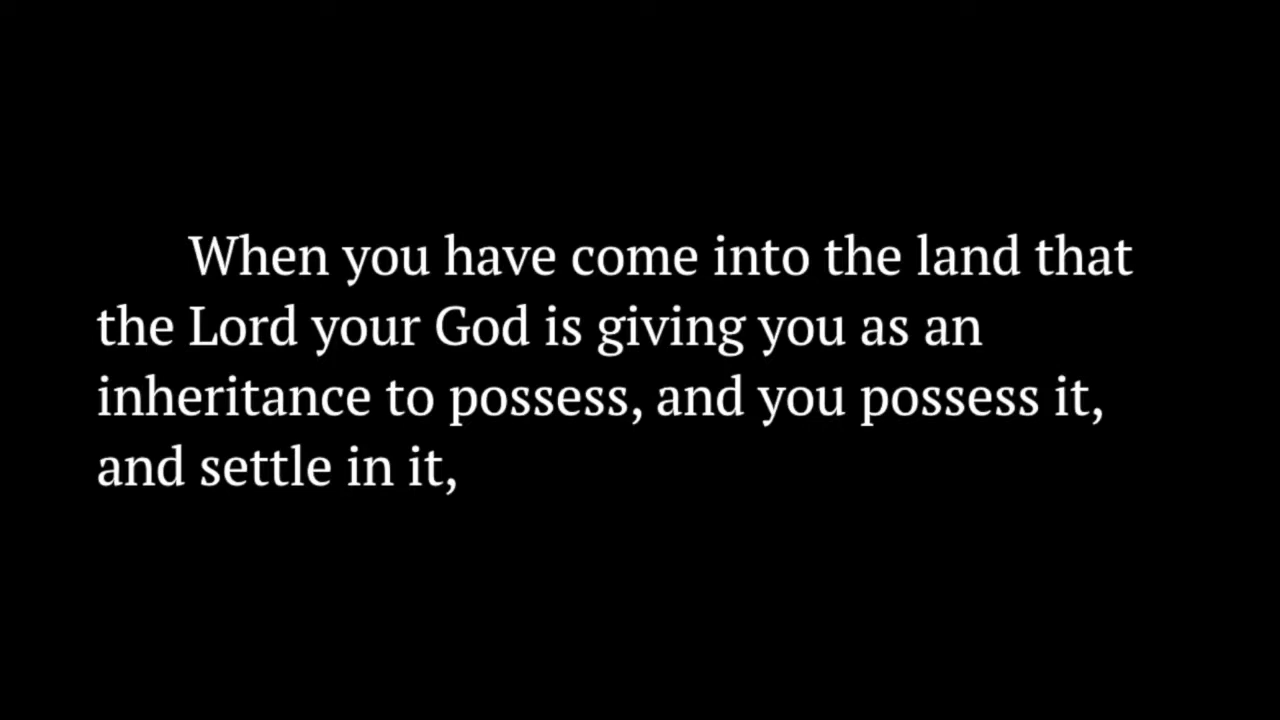 When you have come into the land that
the Lord your God is giving you as an
inheritance to possess, and you possess it,
and settle in it,